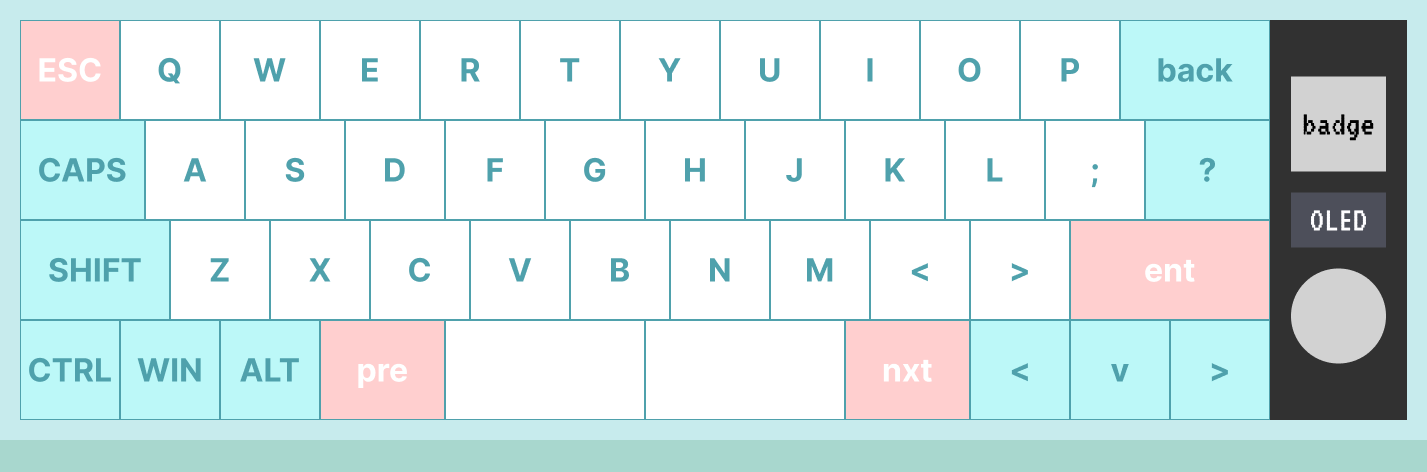 ESC Q W E R T Y U I O P back
badge
CAPS A S D F G H J K L ; ?
OLED
SHIFT Z X C V B N M < > ent
CTRL WIN ALT pre nxt < v >